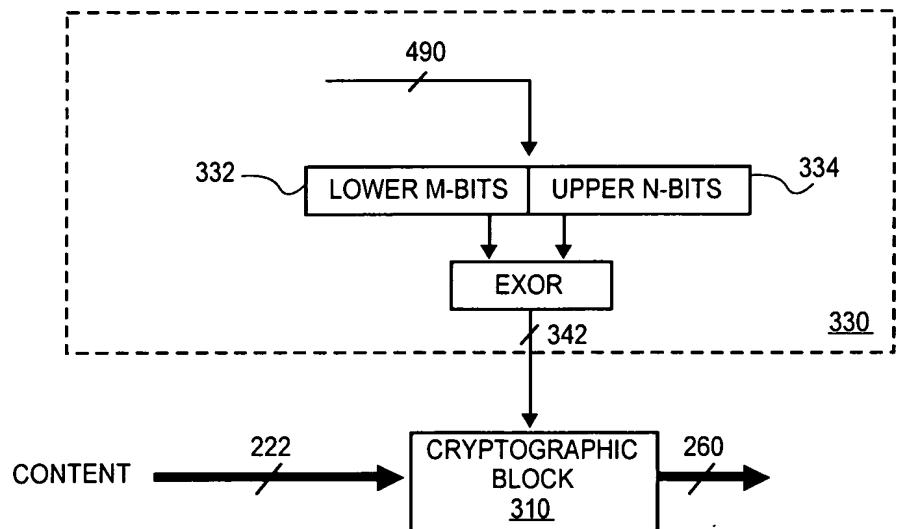 490
332
LOWER M-BITS UPPER N-BITS
334
EXOR
342
330
CONTENT
222
CRYPTOGRAPHIC
BLOCK
310
260